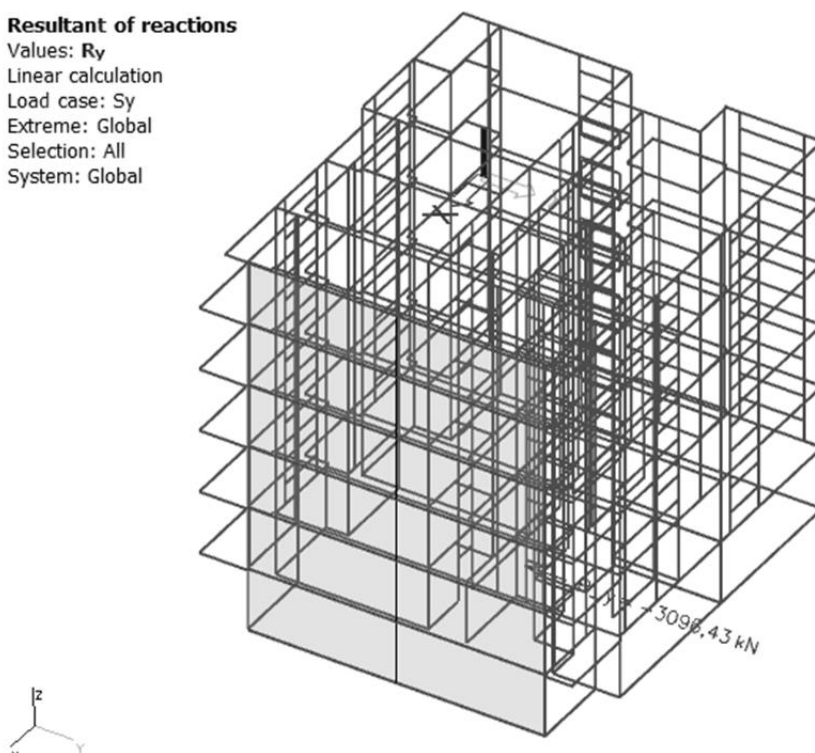 Resultant of reactions
Values: Ry
Linear calculation
Load case: Sy
Extreme: Global
Selection: All
System: Global
-3096,43 kN
z
Y